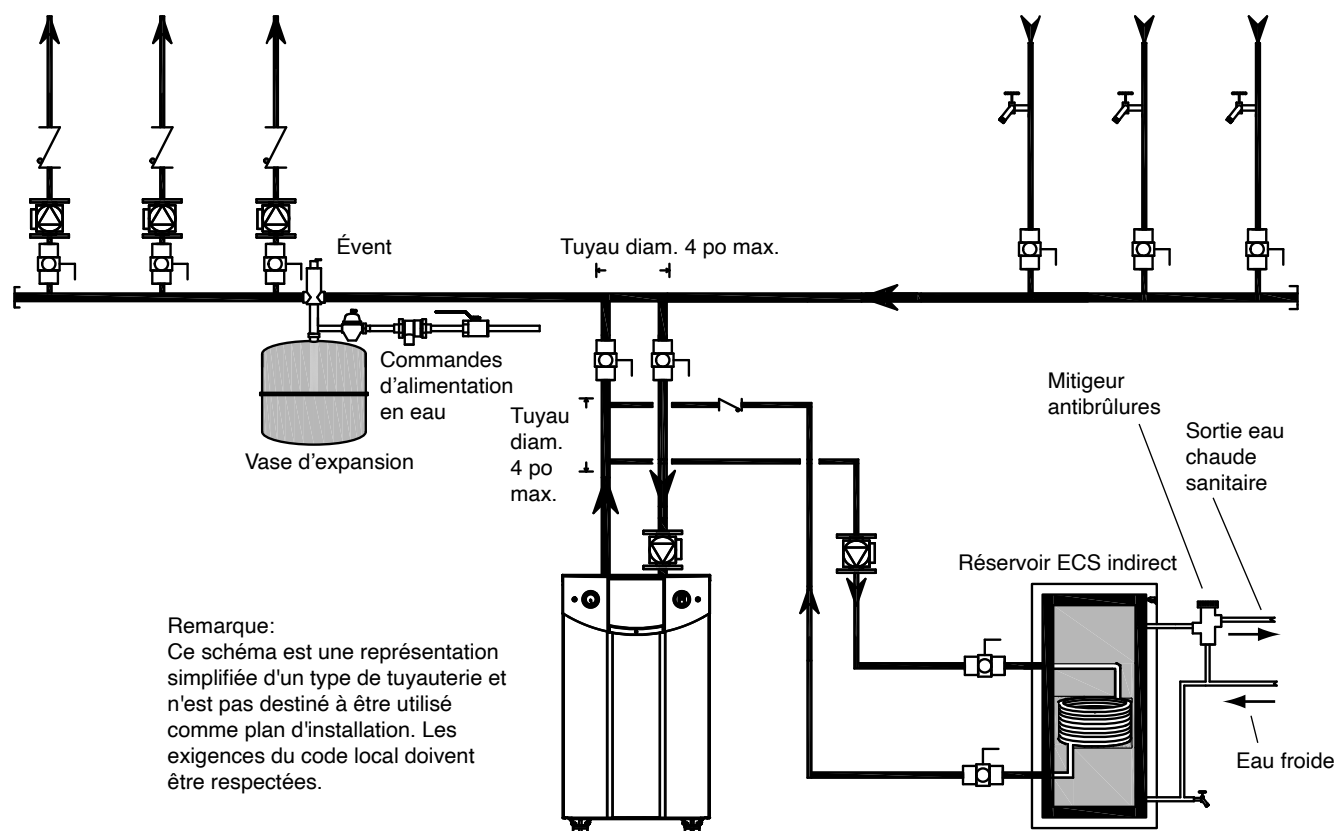 Évent
Tuyau diam. 4 po max.
Commandes
d'alimentation
en eau
Vase d'expansion
Tuyau
diam.
4 po
max.
Mitigeur
antibrûlures
Sortie eau
chaude
sanitaire
Réservoir ECS indirect
Eau froide
Remarque:
Ce schéma est une représentation
simplifiée d'un type de tuyauterie et
n'est pas destiné à être utilisé
comme plan d'installation. Les
exigences du code local doivent
être respectées.